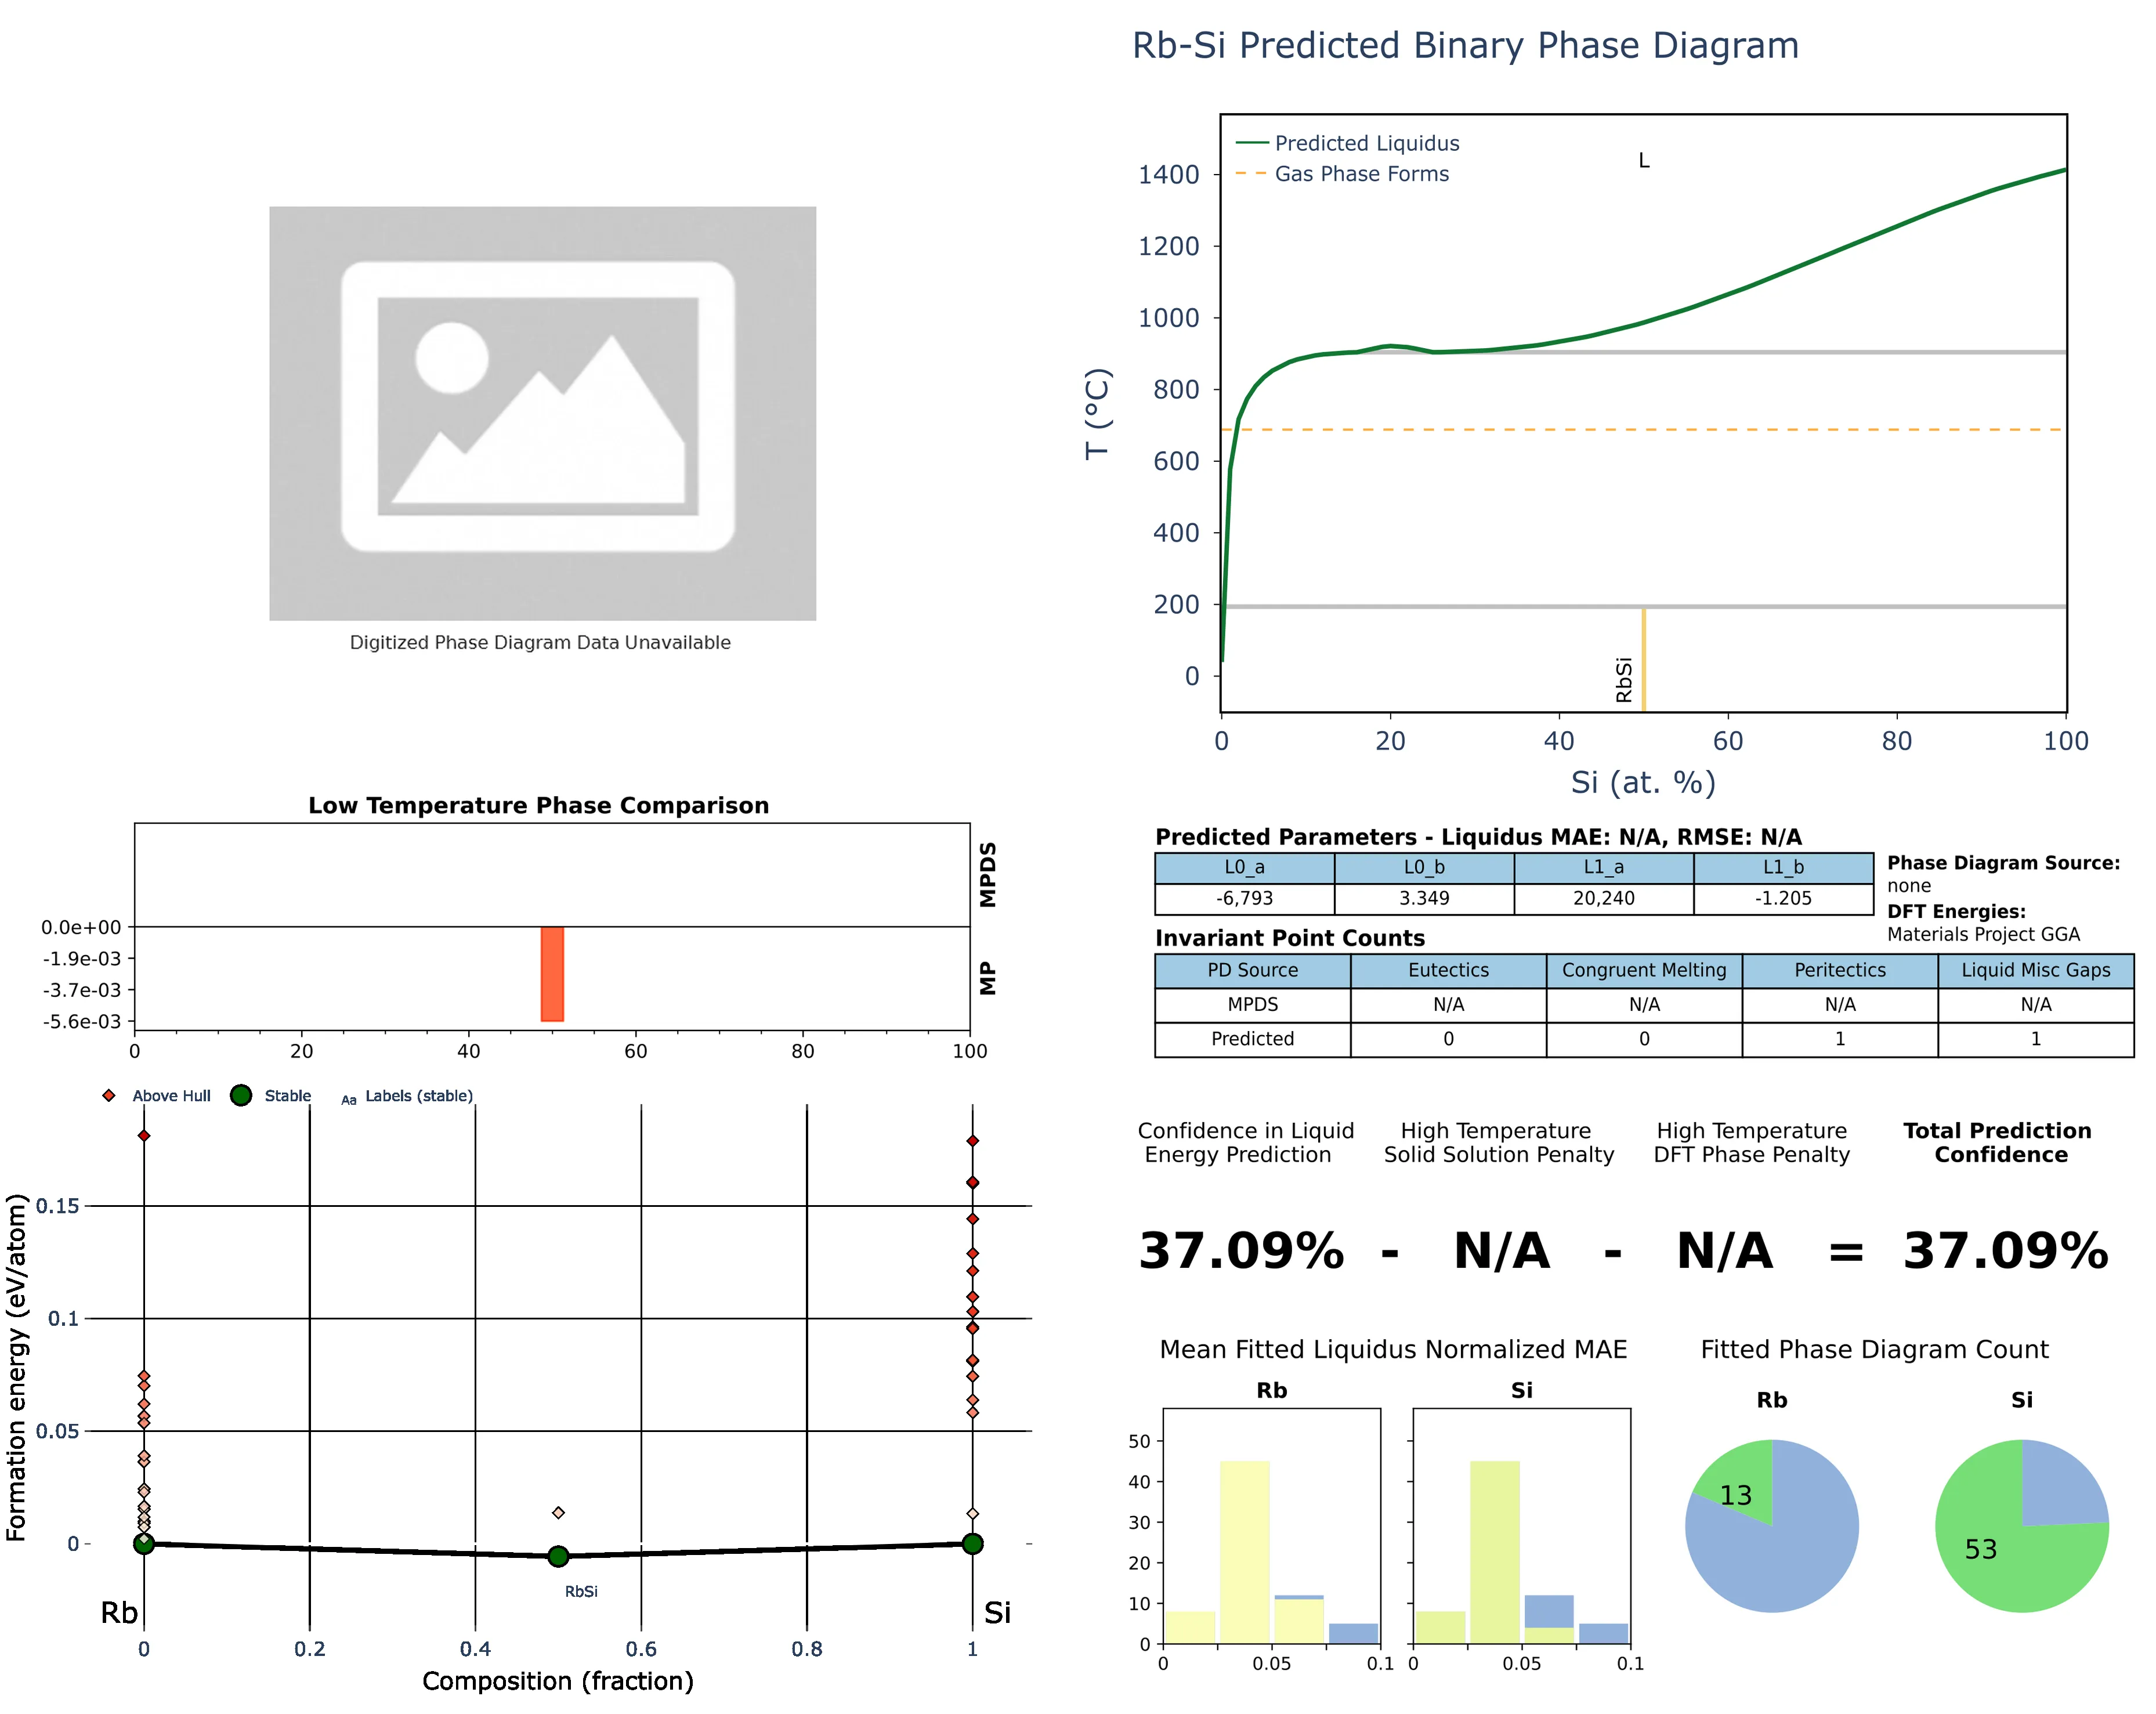 Rb-Si Predicted Binary Phase Diagram
Predicted Liquidus
Gas Phase Forms
L
1400
1200
1000
800
600
400
200
0
T (°C)
RbSi
0 20 40 60 80 100
Si (at. %)
Digitized Phase Diagram Data Unavailable
Low Temperature Phase Comparison
MPDS
MP
0.0e+00
-1.9e-03
-3.7e-03
-5.6e-03
0 20 40 60 80 100
Predicted Parameters - Liquidus MAE: N/A, RMSE: N/A
L0_a L0_b L1_a L1_b
-6,793 3.349 20,240 -1.205
Phase Diagram Source:
none
DFT Energies:
Materials Project GGA
Invariant Point Counts
PD Source Eutectics Congruent Melting Peritectics Liquid Misc Gaps
MPDS N/A N/A N/A N/A
Predicted 0 0 1 1
Above Hull Stable Aa Labels (stable)
0.15
0.1
0.05
0
Formation energy (eV/atom)
RbSi
Rb Si
0 0.2 0.4 0.6 0.8 1
Composition (fraction)
Confidence in Liquid
Energy Prediction
High Temperature
Solid Solution Penalty
High Temperature
DFT Phase Penalty
Total Prediction
Confidence
37.09% - N/A - N/A = 37.09%
Mean Fitted Liquidus Normalized MAE
Rb Si
50
40
30
20
10
0
0 0.05 0.1 0 0.05 0.1
Fitted Phase Diagram Count
Rb Si
13
53